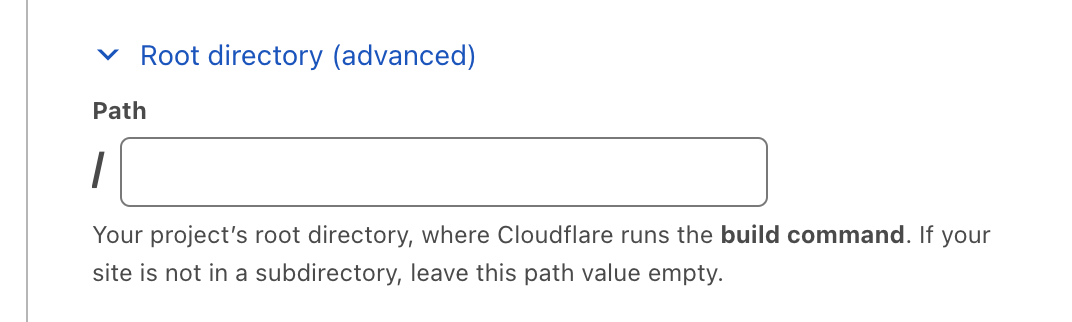 Root directory (advanced)
Path
/
Your project's root directory, where Cloudflare runs the build command. If your
site is not in a subdirectory, leave this path value empty.